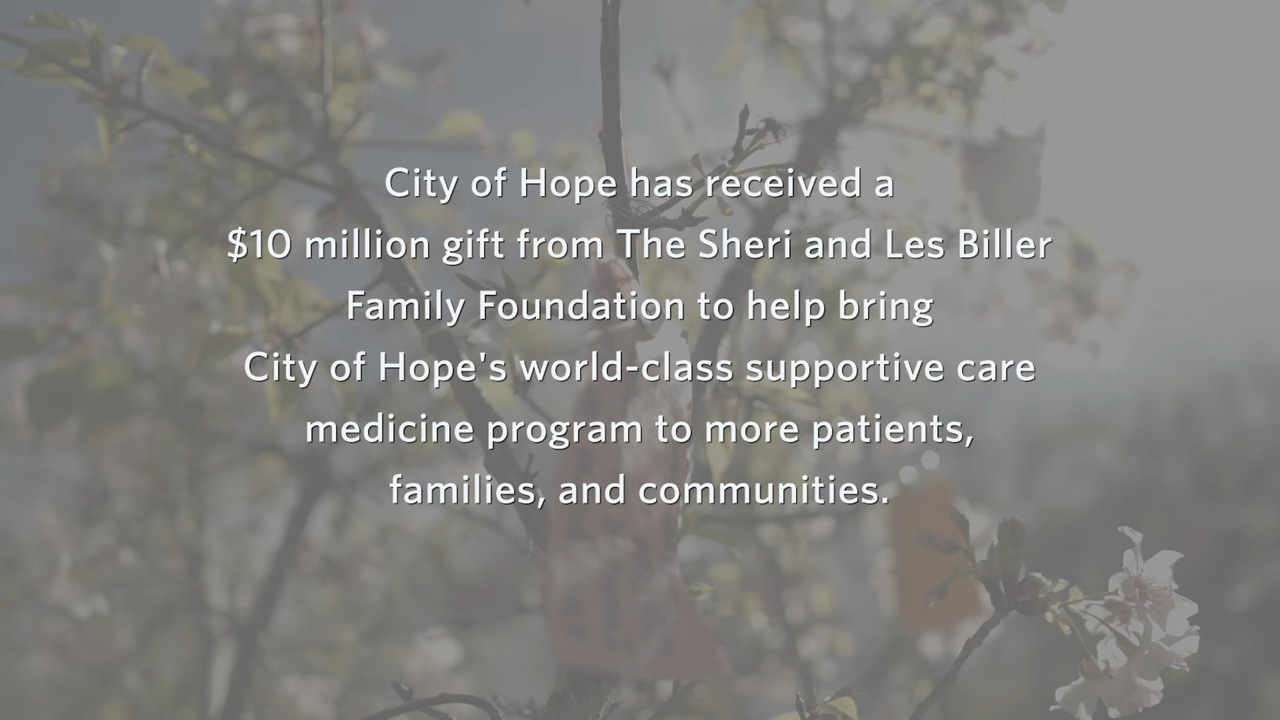 City of Hope has received a
$10 million gift from The Sheri and Les Biller
Family Foundation to help bring
City of Hope's world-class supportive care
medicine program to more patients,
families, and communities.